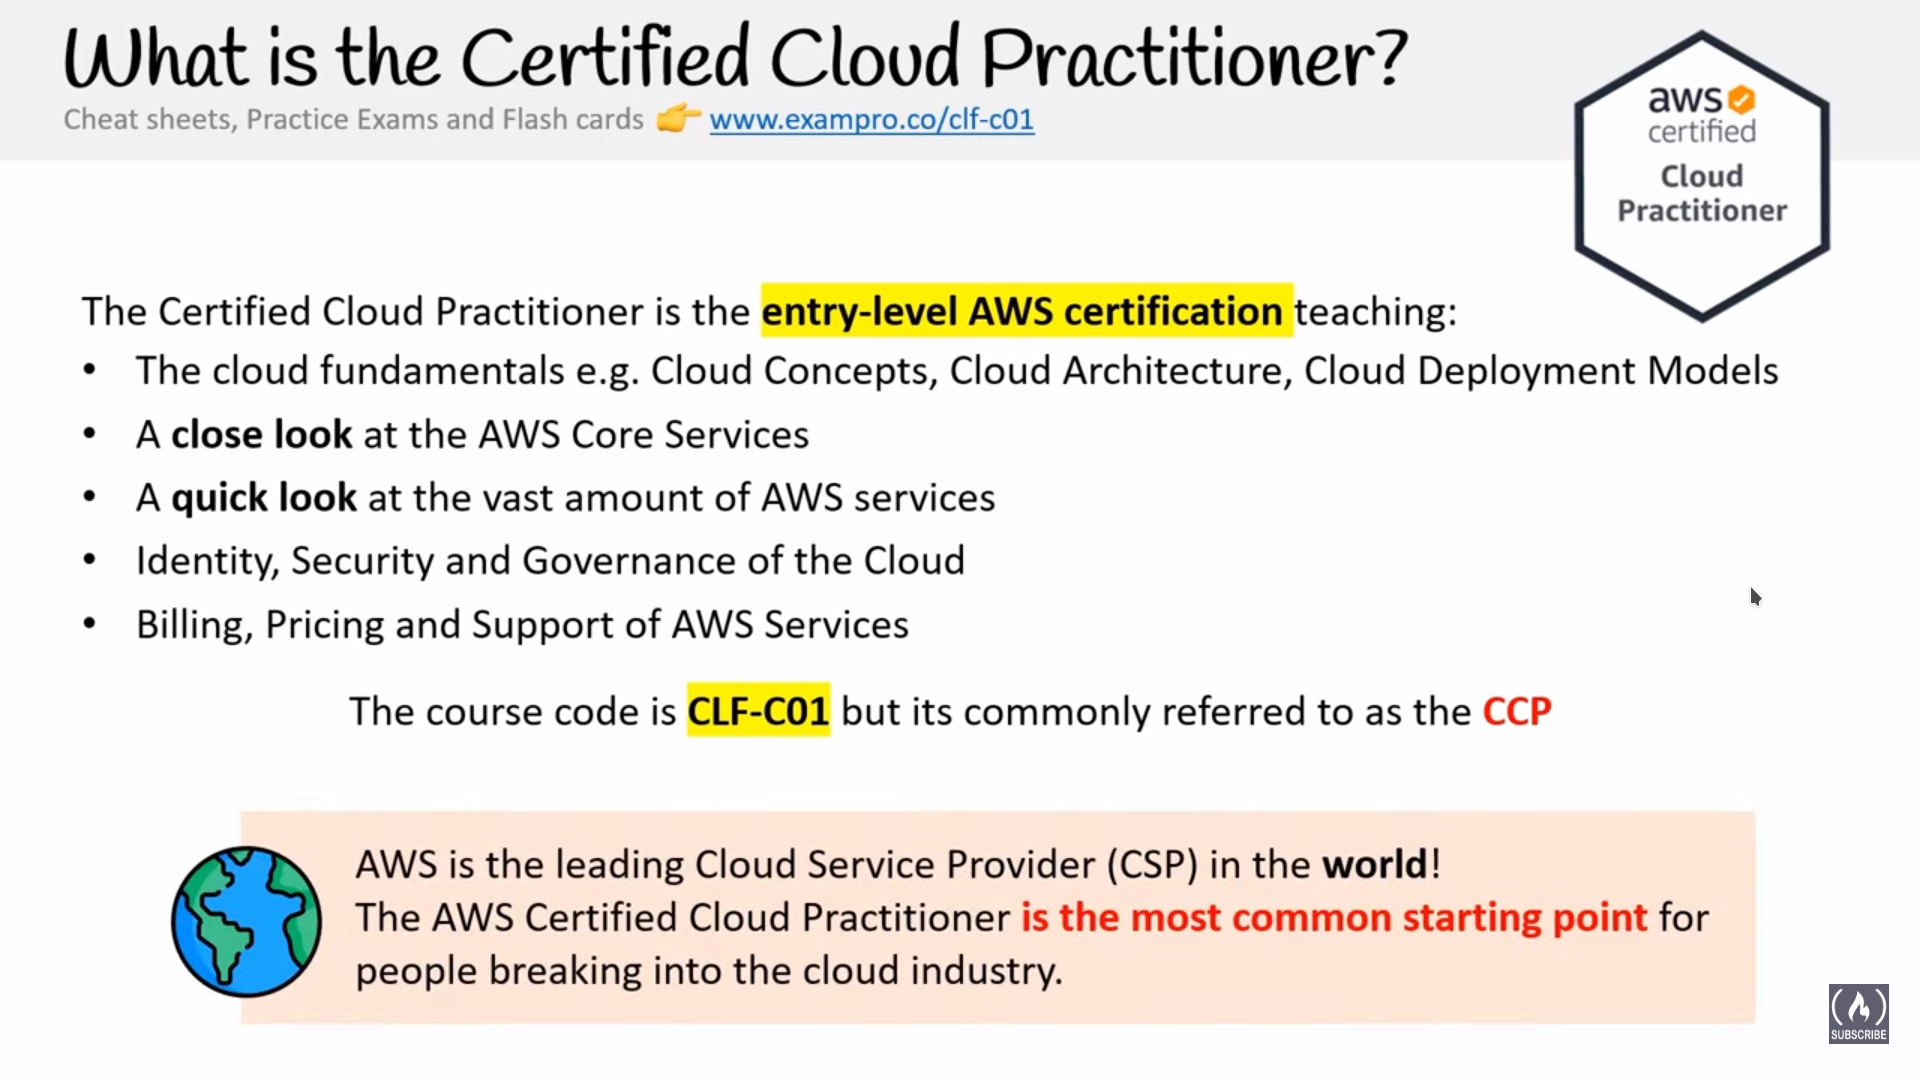 What is the Certified Cloud Practitioner?
Cheat sheets, Practice Exams and Flash cards 👉 www.exampro.co/clf-c01
aws
certified
Cloud
Practitioner
The Certified Cloud Practitioner is the entry-level AWS certification teaching:
• The cloud fundamentals e.g. Cloud Concepts, Cloud Architecture, Cloud Deployment Models
• A close look at the AWS Core Services
• A quick look at the vast amount of AWS services
• Identity, Security and Governance of the Cloud
• Billing, Pricing and Support of AWS Services
The course code is CLF-C01 but its commonly referred to as the CCP
AWS is the leading Cloud Service Provider (CSP) in the world!
The AWS Certified Cloud Practitioner is the most common starting point for
people breaking into the cloud industry.
SUBSCRIBE